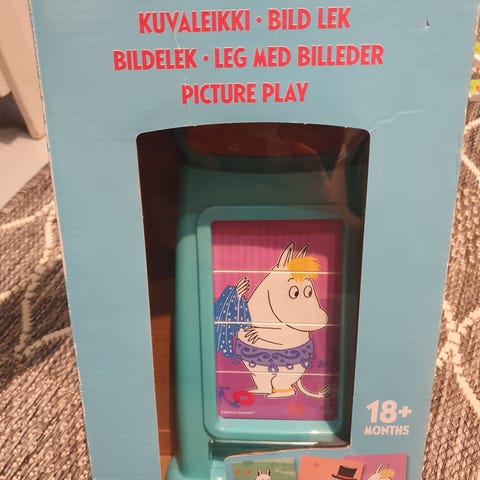 KUVALEIKKI • BILD LEK
BILDELEK • LEG MED BILLEDER
PICTURE PLAY
18+
MONTHS